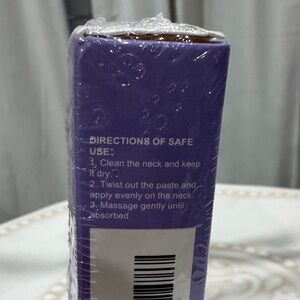 DIRECTIONS OF SAFE
USE:
1. Clean the neck and keep
it dry.
2. Twist out the paste and
apply evenly on the neck.
3. Massage gently until
absorbed.